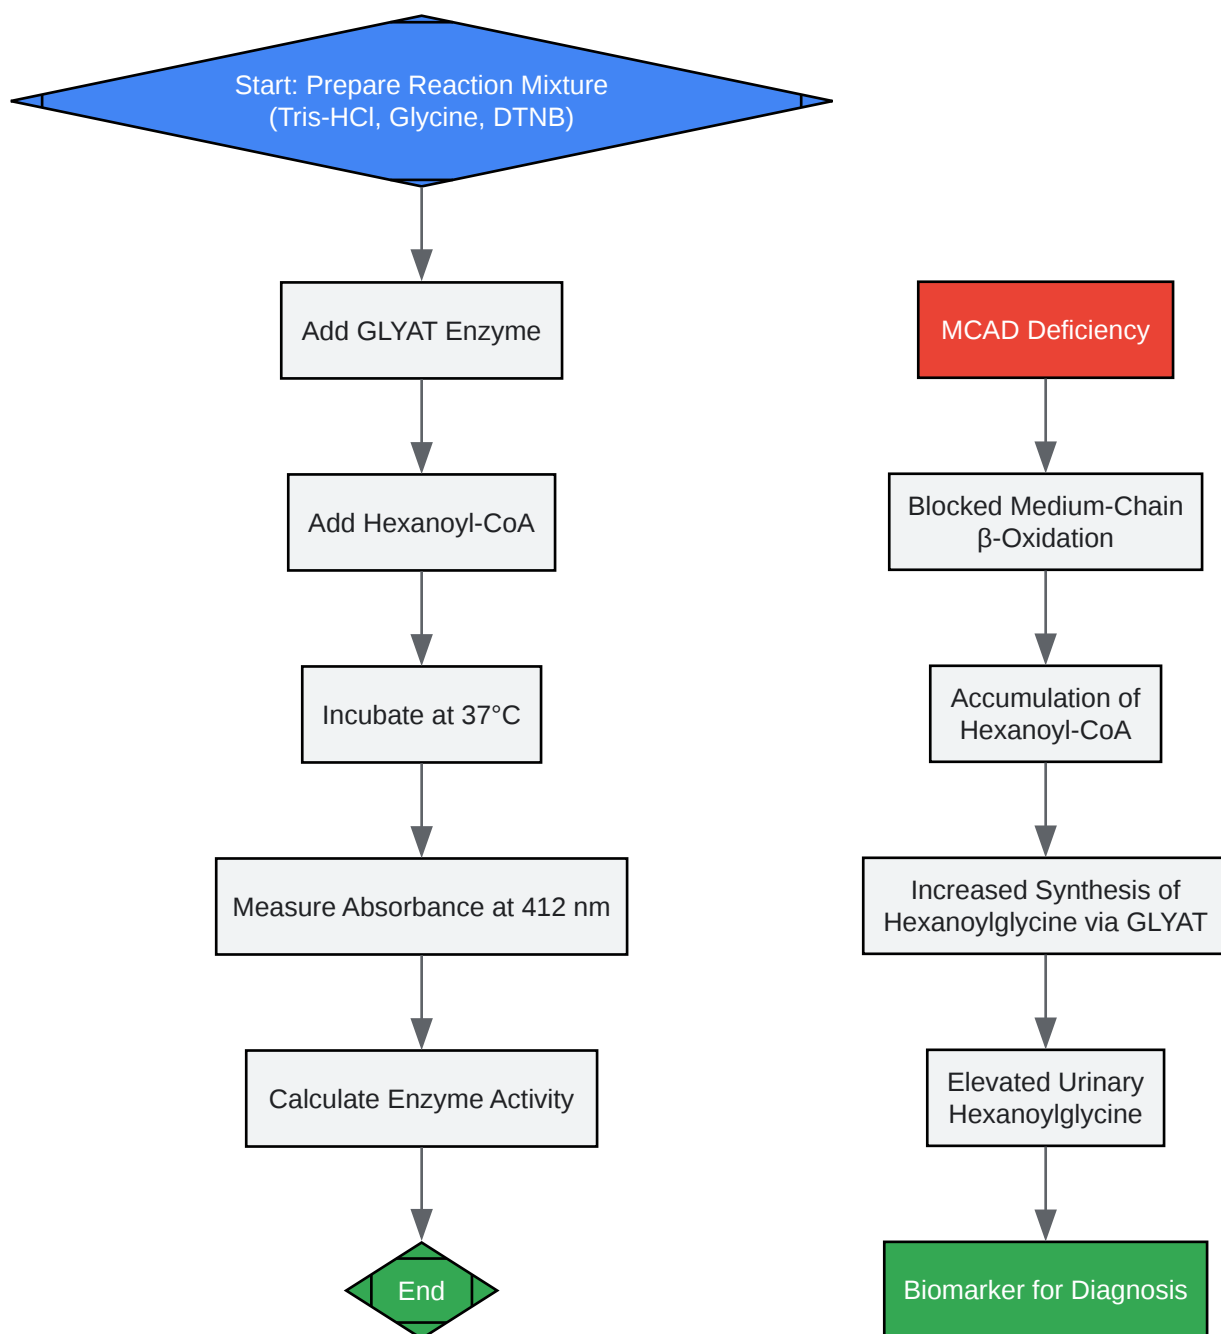 Start: Prepare Reaction Mixture
(Tris-HCl, Glycine, DTNB)
Add GLYAT Enzyme
Add Hexanoyl-CoA
Incubate at 37°C
Measure Absorbance at 412 nm
Calculate Enzyme Activity
End
MCAD Deficiency
Blocked Medium-Chain
β-Oxidation
Accumulation of
Hexanoyl-CoA
Increased Synthesis of
Hexanoylglycine via GLYAT
Elevated Urinary
Hexanoylglycine
Biomarker for Diagnosis